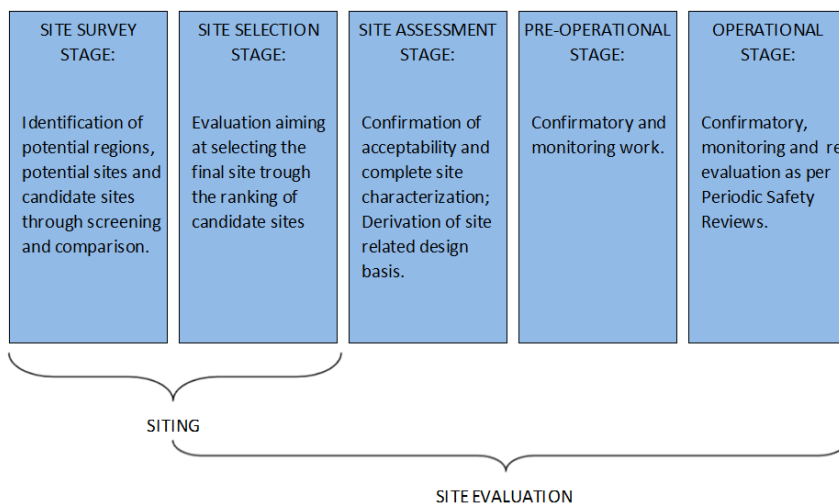 SITE SURVEY
STAGE:
Identification of
potential regions,
potential sites and
candidate sites
through screening
and comparison.
SITE SELECTION
STAGE:
Evaluation aiming
at selecting the
final site trough
the ranking of
candidate sites
SITE ASSESSMENT
STAGE:
Confirmation of
acceptability and
complete site
characterization;
Derivation of site
related design
basis.
PRE-OPERATIONAL
STAGE:
Confirmatory and
monitoring work.
OPERATIONAL
STAGE:
Confirmatory,
monitoring and re
evaluation as per
Periodic Safety
Reviews.
SITING
SITE EVALUATION